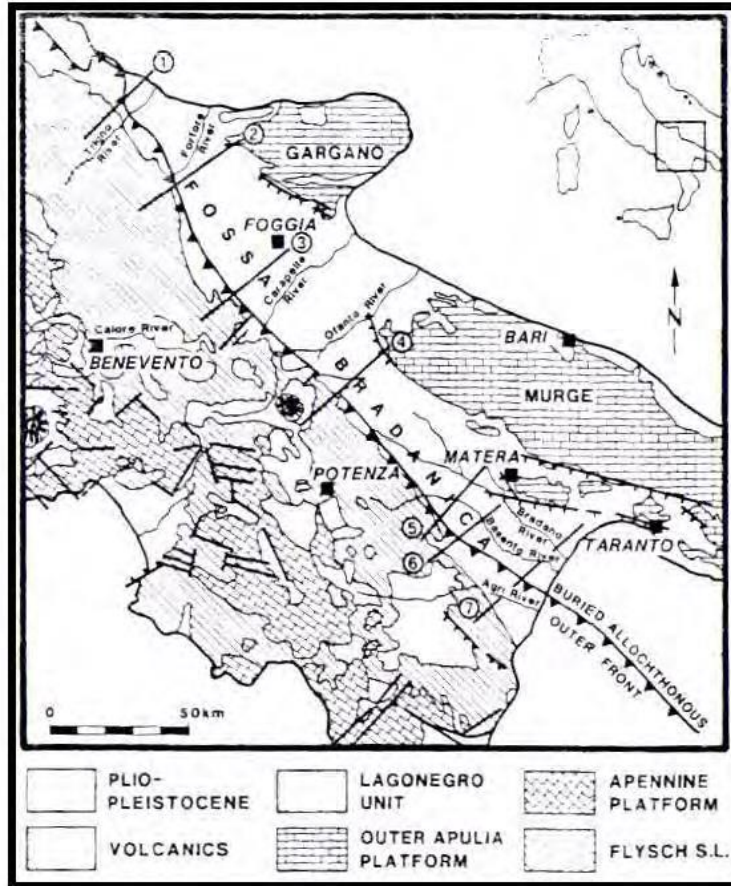 ①
Trigno River
Fortore River
②
GARGANO
FOSSA
FOGGIA
③
Carapelle River
N
Calore River
BENEVENTO
Ofanto River
④
BARI
BRADANICA
MURGE
MATERA
POTENZA
⑤
Bradano River
Basento River
TARANTO
⑥
⑦
Agri River
BURIED ALLOCHTHONOUS
OUTER FRONT
0 50km
PLIO-
PLEISTOCENE
LAGONEGRO
UNIT
APENNINE
PLATFORM
VOLCANICS
OUTER APULIA
PLATFORM
FLYSCH S.L.